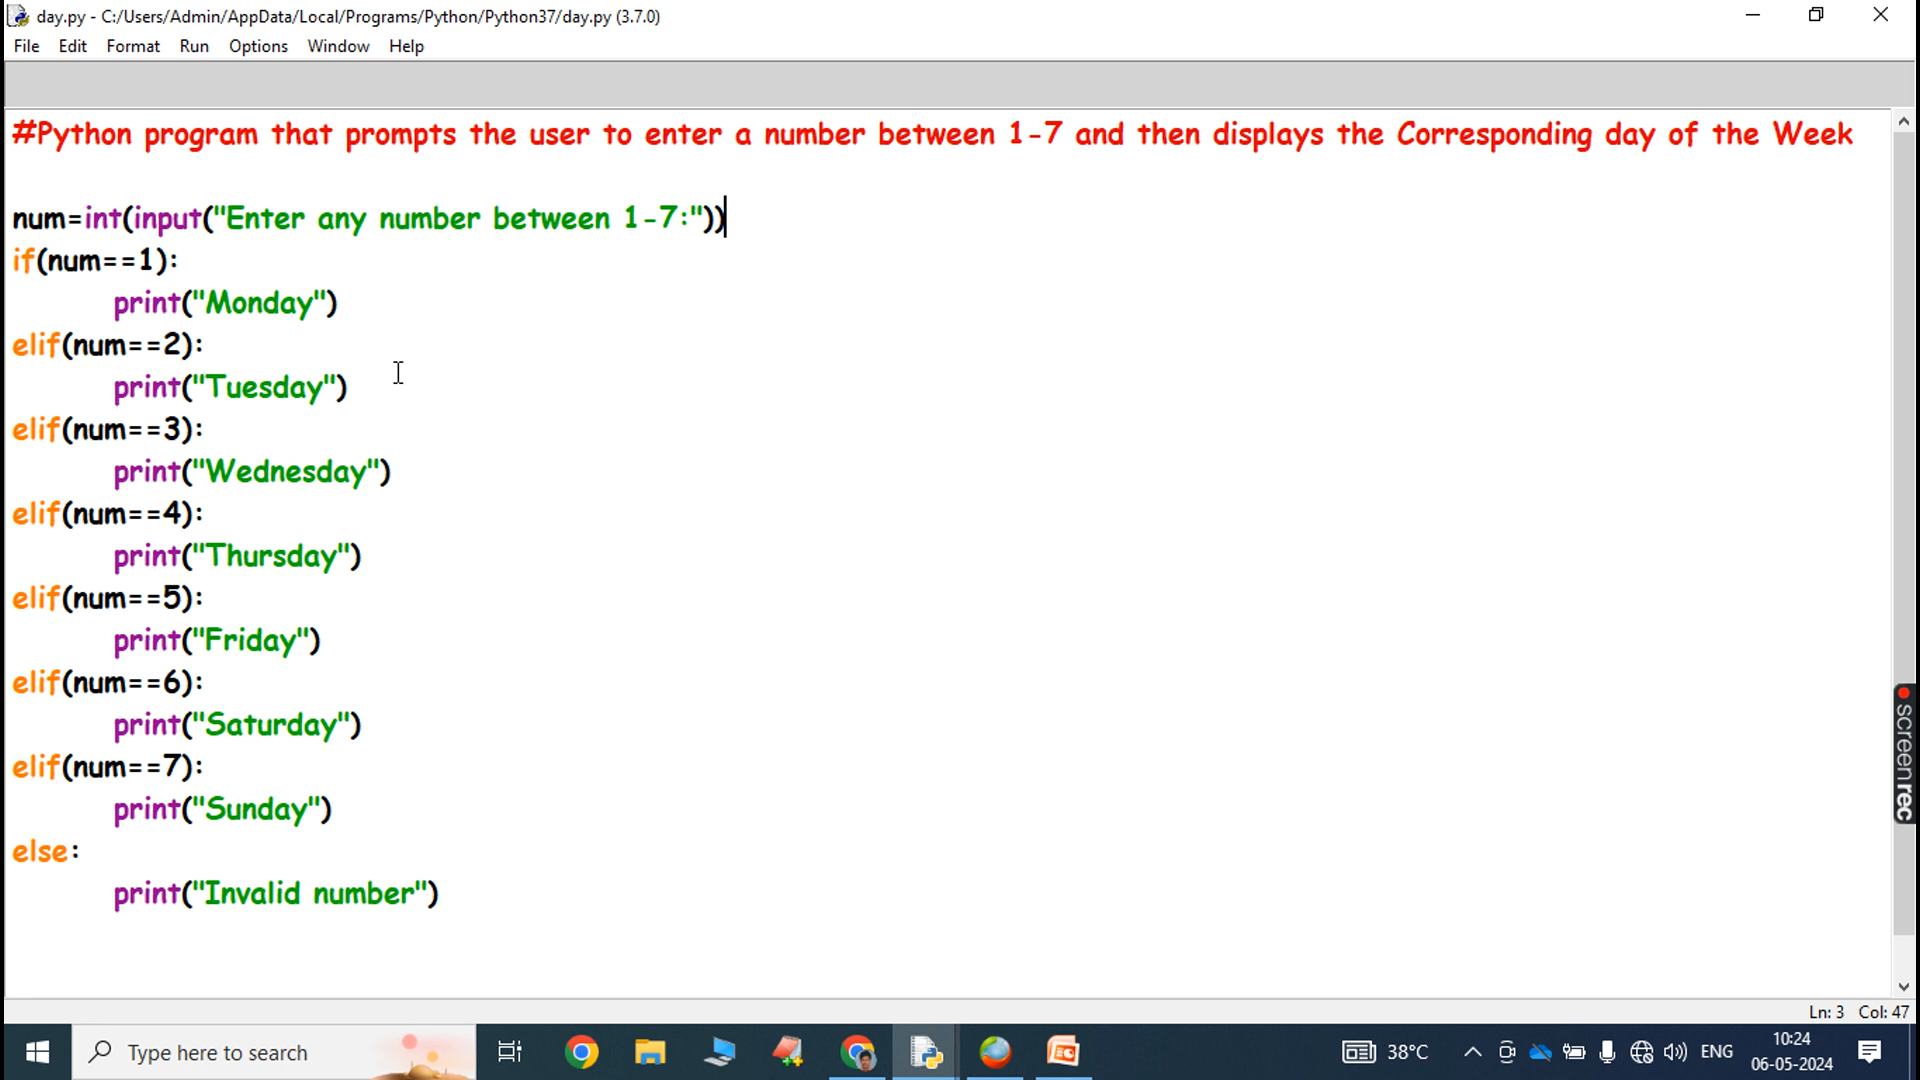 day.py - C:/Users/Admin/AppData/Local/Programs/Python/Python37/day.py (3.7.0)
File Edit Format Run Options Window Help
#Python program that prompts the user to enter a number between 1-7 and then displays the Corresponding day of the Week
num=int(input("Enter any number between 1-7:"))
if(num==1):
print("Monday")
elif(num==2):
print("Tuesday")
elif(num==3):
print("Wednesday")
elif(num==4):
print("Thursday")
elif(num==5):
print("Friday")
elif(num==6):
print("Saturday")
elif(num==7):
print("Sunday")
else:
print("Invalid number")
screenrec
Ln: 3 Col: 47
Type here to search
38°C
ENG
10:24
06-05-2024